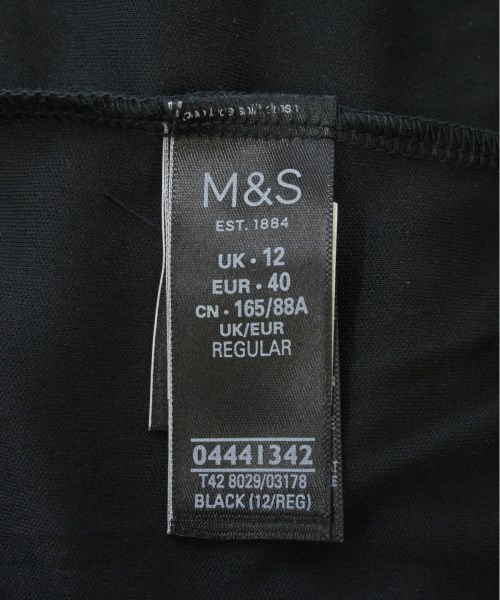 M&S
EST. 1884
UK • 12
EUR • 40
CN • 165/88A
UK/EUR
REGULAR
04441342
T42 8029/03178
BLACK (12/REG)